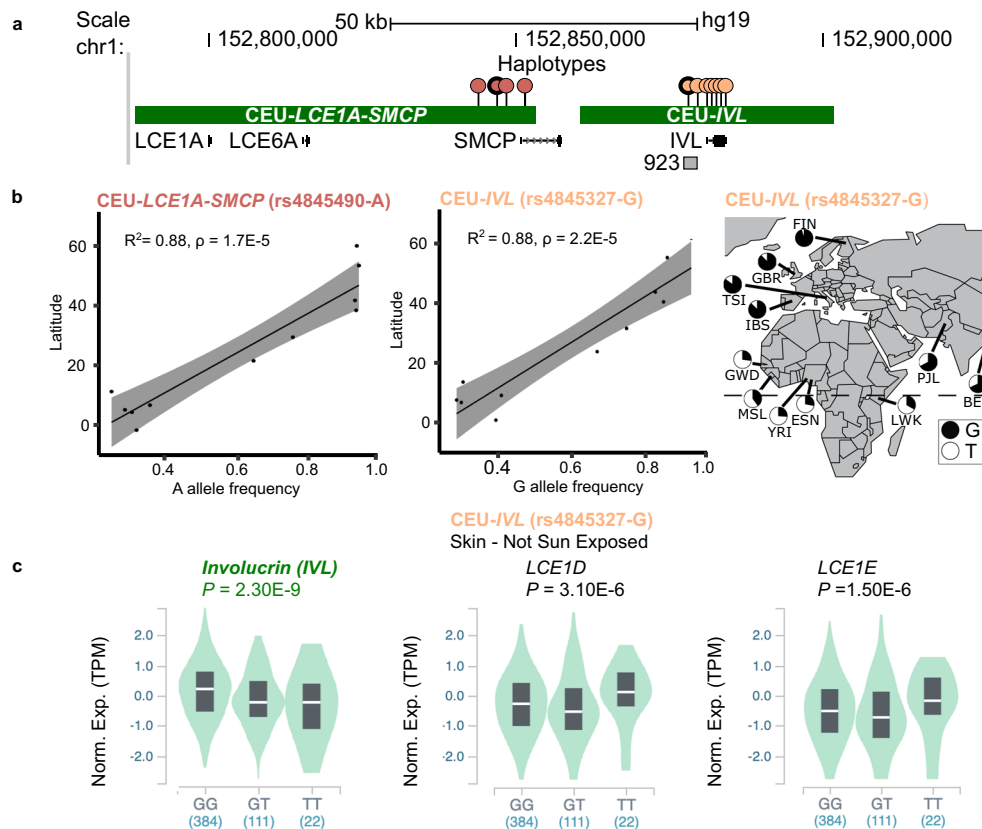 a
Scale
50 kb
hg19
chr1:
152,800,000
152,850,000
152,900,000
Haplotypes
CEU-LCE1A-SMCP
CEU-IVL
LCE1A
LCE6A
SMCP
IVL
923
b
CEU-LCE1A-SMCP (rs4845490-A)
R²= 0.88, ρ = 1.7E-5
Latitude
60
40
20
0
0.4
0.6
0.8
1.0
A allele frequency
CEU-IVL (rs4845327-G)
R² = 0.88, ρ = 2.2E-5
Latitude
60
40
20
0
0.4
0.6
0.8
1.0
G allele frequency
CEU-IVL (rs4845327-G)
FIN
GBR
TSI
IBS
GWD
MSL
YRI
ESN
LWK
PJL
BE
G
T
CEU-IVL (rs4845327-G)
Skin - Not Sun Exposed
c
Involucrin (IVL)
P = 2.30E-9
Norm. Exp. (TPM)
2.0
1.0
0.0
-1.0
-2.0
GG
GT
TT
(384)
(111)
(22)
LCE1D
P = 3.10E-6
Norm. Exp. (TPM)
2.0
1.0
0.0
-1.0
-2.0
GG
GT
TT
(384)
(111)
(22)
LCE1E
P =1.50E-6
Norm. Exp. (TPM)
2.0
1.0
0.0
-1.0
-2.0
GG
GT
TT
(384)
(111)
(22)